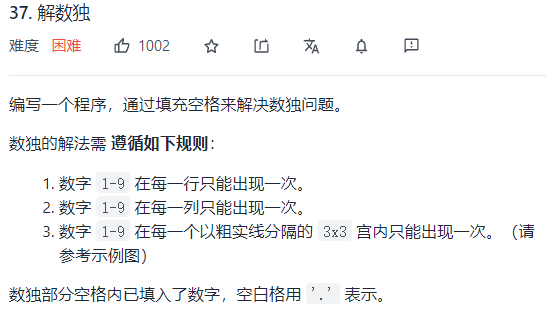 37. 解数独
难度 困难 1002
编写一个程序，通过填充空格来解决数独问题。
数独的解法需 遵循如下规则：
1. 数字 1-9 在每一行只能出现一次。
2. 数字 1-9 在每一列只能出现一次。
3. 数字 1-9 在每一个以粗实线分隔的 3x3 宫内只能出现一次。（请
参考示例图）
数独部分空格内已填入了数字，空白格用 '.' 表示。